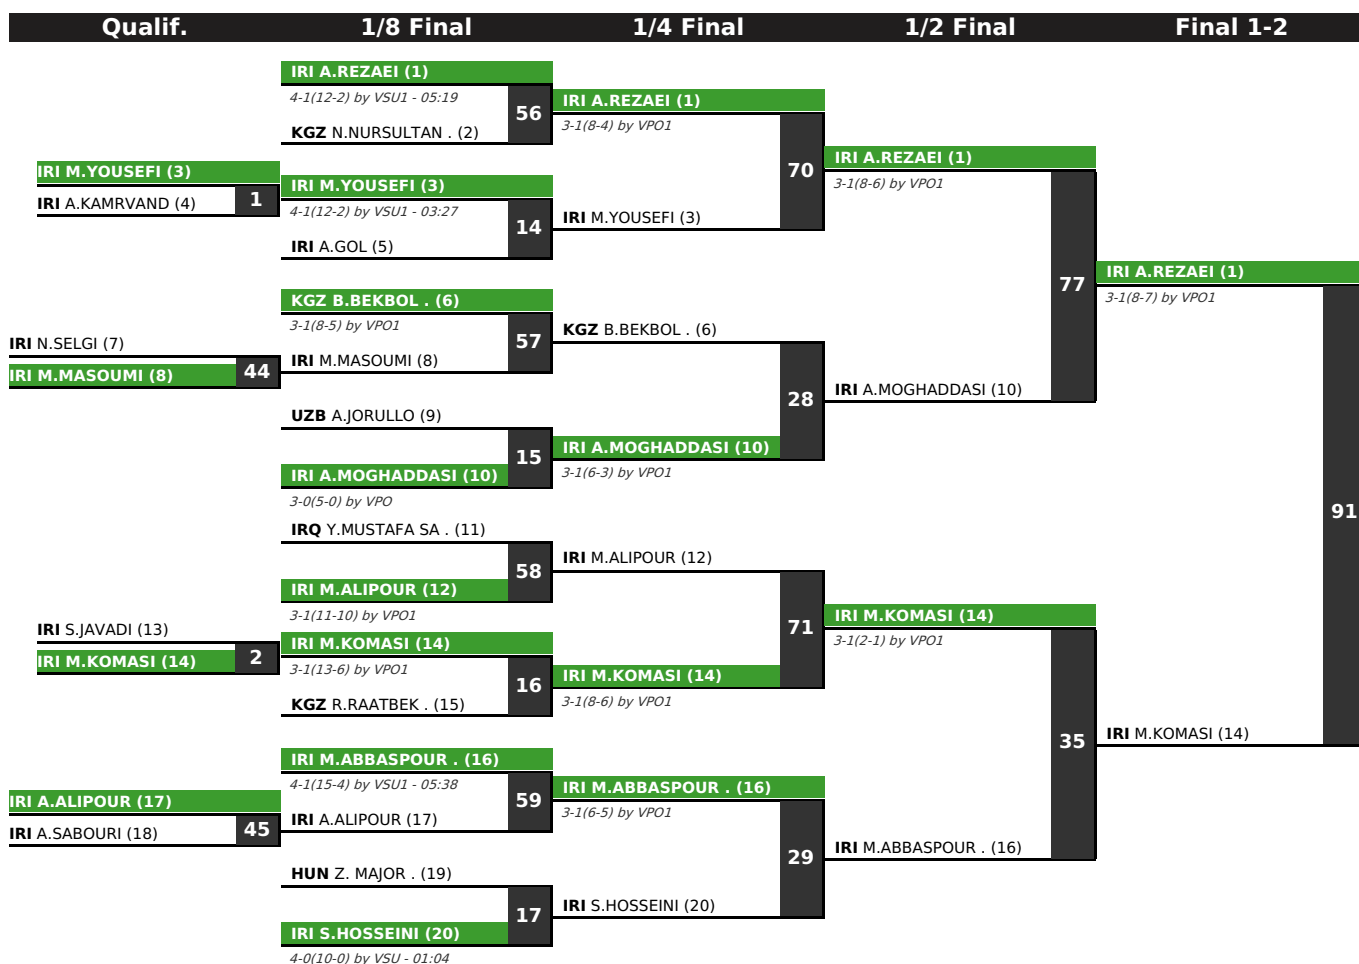 Qualif.
1/8 Final
1/4 Final
1/2 Final
Final 1-2
IRI M.YOUSEFI (3)
IRI A.KAMRVAND (4)
1
IRI N.SELGI (7)
IRI M.MASOUMI (8)
44
IRI S.JAVADI (13)
IRI M.KOMASI (14)
2
IRI A.ALIPOUR (17)
IRI A.SABOURI (18)
45
IRI A.REZAEI (1)
4-1(12-2) by VSU1 - 05:19
KGZ N.NURSULTAN . (2)
56
IRI M.YOUSEFI (3)
4-1(12-2) by VSU1 - 03:27
IRI A.GOL (5)
14
KGZ B.BEKBOL . (6)
3-1(8-5) by VPO1
IRI M.MASOUMI (8)
57
UZB A.JORULLO (9)
IRI A.MOGHADDASI (10)
3-0(5-0) by VPO
15
IRQ Y.MUSTAFA SA . (11)
IRI M.ALIPOUR (12)
3-1(11-10) by VPO1
58
IRI M.KOMASI (14)
3-1(13-6) by VPO1
KGZ R.RAATBEK . (15)
16
IRI M.ABBASPOUR . (16)
4-1(15-4) by VSU1 - 05:38
IRI A.ALIPOUR (17)
59
HUN Z. MAJOR . (19)
IRI S.HOSSEINI (20)
4-0(10-0) by VSU - 01:04
17
IRI A.REZAEI (1)
3-1(8-4) by VPO1
IRI M.YOUSEFI (3)
70
KGZ B.BEKBOL . (6)
IRI A.MOGHADDASI (10)
3-1(6-3) by VPO1
28
IRI M.ALIPOUR (12)
IRI M.KOMASI (14)
3-1(8-6) by VPO1
71
IRI M.ABBASPOUR . (16)
3-1(6-5) by VPO1
IRI S.HOSSEINI (20)
29
IRI A.REZAEI (1)
3-1(8-6) by VPO1
IRI A.MOGHADDASI (10)
77
IRI M.KOMASI (14)
3-1(2-1) by VPO1
IRI M.ABBASPOUR . (16)
35
IRI A.REZAEI (1)
3-1(8-7) by VPO1
IRI M.KOMASI (14)
91